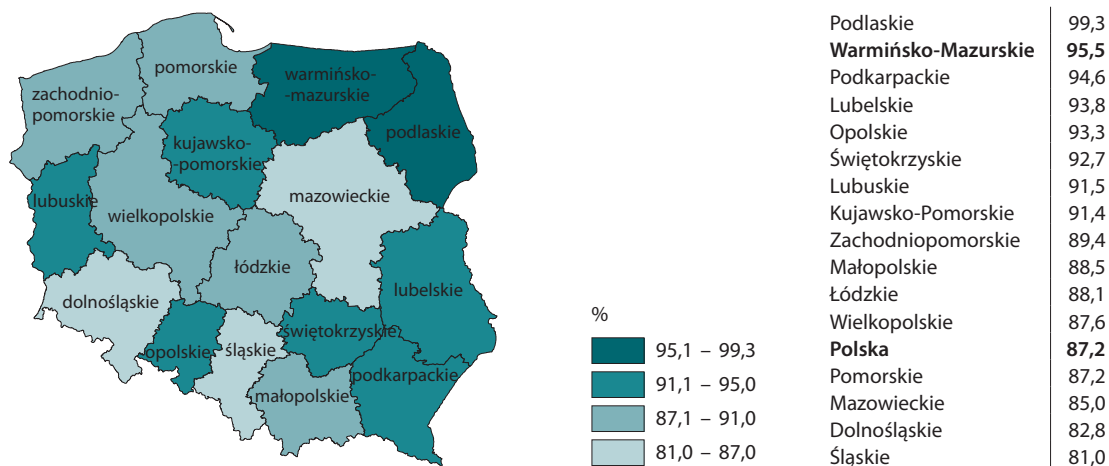 pomorskie
warmińsko-
-mazurskie
zachodnio-
pomorskie
podlaskie
kujawsko-
-pomorskie
lubuskie
wielkopolskie
mazowieckie
łódzkie
dolnośląskie
lubelskie
opolskie
śląskie
świętokrzyskie
podkarpackie
małopolskie
%
95,1 – 99,3
91,1 – 95,0
87,1 – 91,0
81,0 – 87,0
Podlaskie 99,3
Warmińsko-Mazurskie 95,5
Podkarpackie 94,6
Lubelskie 93,8
Opolskie 93,3
Świętokrzyskie 92,7
Lubuskie 91,5
Kujawsko-Pomorskie 91,4
Zachodniopomorskie 89,4
Małopolskie 88,5
Łódzkie 88,1
Wielkopolskie 87,6
Polska 87,2
Pomorskie 87,2
Mazowieckie 85,0
Dolnośląskie 82,8
Śląskie 81,0